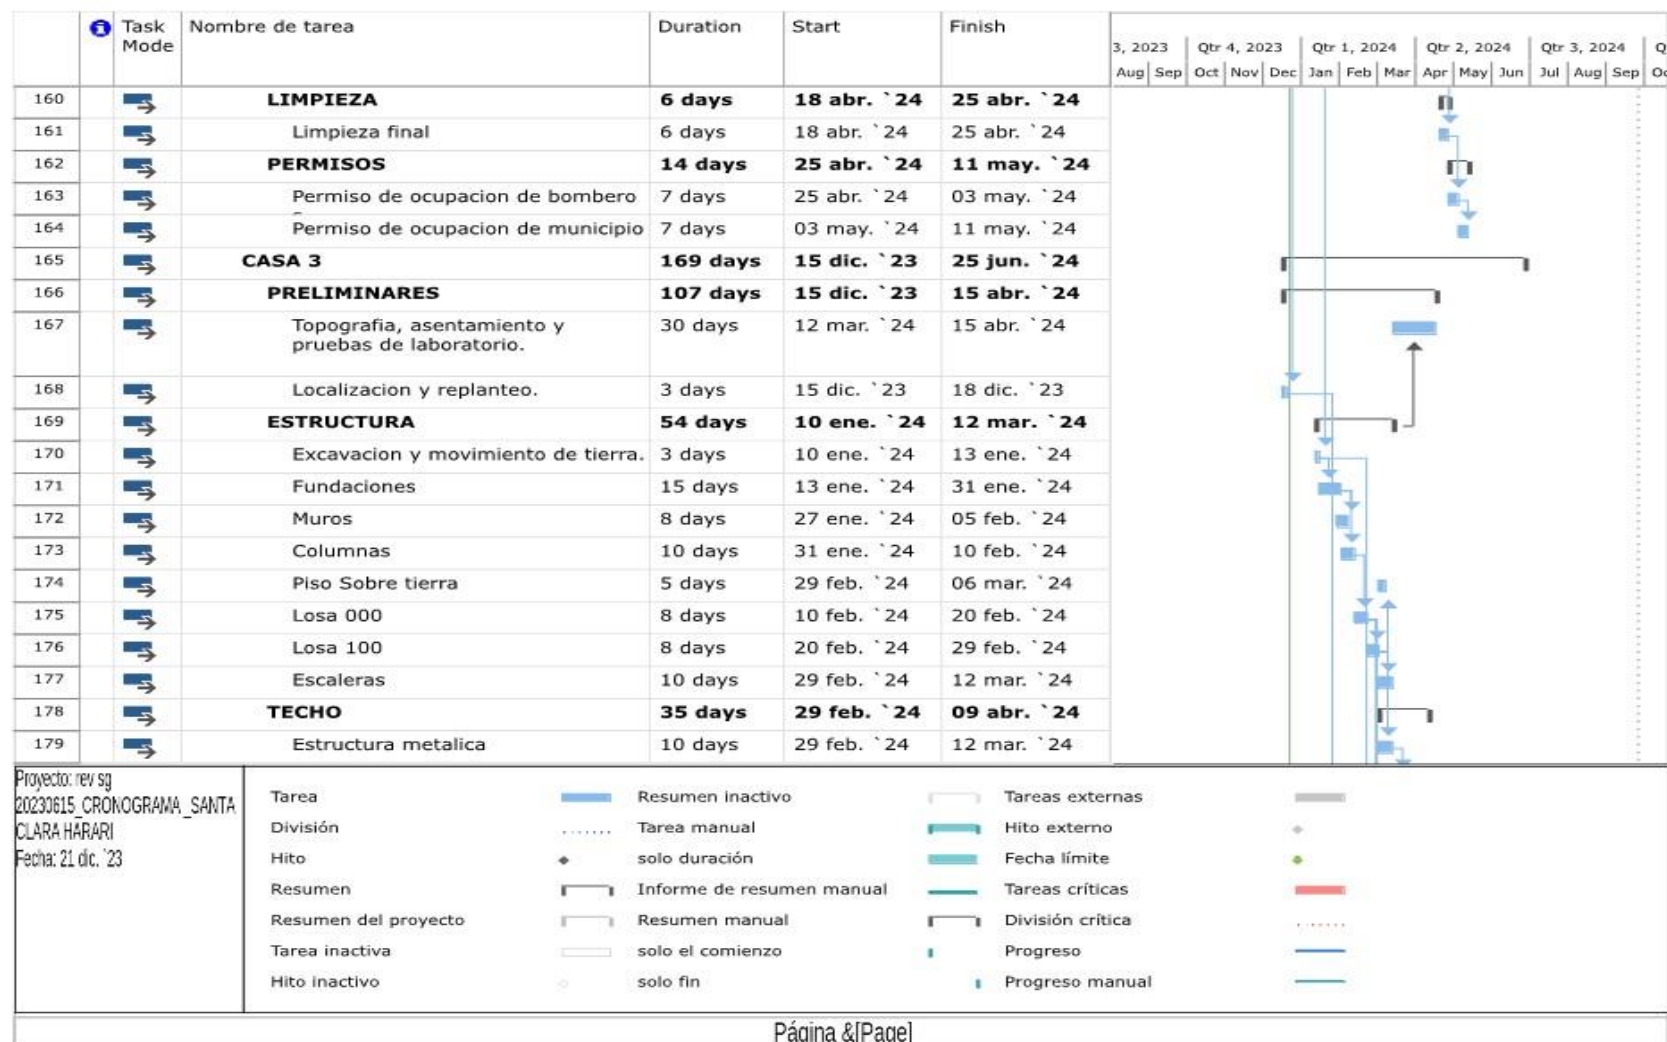 Task Mode Nombre de tarea Duration Start Finish
3, 2023 Qtr 4, 2023 Qtr 1, 2024 Qtr 2, 2024 Qtr 3, 2024 Q
Aug Sep Oct Nov Dec Jan Feb Mar Apr May Jun Jul Aug Sep Oc
160 LIMPIEZA 6 days 18 abr. `24 25 abr. `24
161 Limpieza final 6 days 18 abr. `24 25 abr. `24
162 PERMISOS 14 days 25 abr. `24 11 may. `24
163 Permiso de ocupacion de bombero 7 days 25 abr. `24 03 may. `24
164 Permiso de ocupacion de municipio 7 days 03 may. `24 11 may. `24
165 CASA 3 169 days 15 dic. `23 25 jun. `24
166 PRELIMINARES 107 days 15 dic. `23 15 abr. `24
167 Topografia, asentamiento y 30 days 12 mar. `24 15 abr. `24
pruebas de laboratorio.
168 Localizacion y replanteo. 3 days 15 dic. `23 18 dic. `23
169 ESTRUCTURA 54 days 10 ene. `24 12 mar. `24
170 Excavacion y movimiento de tierra. 3 days 10 ene. `24 13 ene. `24
171 Fundaciones 15 days 13 ene. `24 31 ene. `24
172 Muros 8 days 27 ene. `24 05 feb. `24
173 Columnas 10 days 31 ene. `24 10 feb. `24
174 Piso Sobre tierra 5 days 29 feb. `24 06 mar. `24
175 Losa 000 8 days 10 feb. `24 20 feb. `24
176 Losa 100 8 days 20 feb. `24 29 feb. `24
177 Escaleras 10 days 29 feb. `24 12 mar. `24
178 TECHO 35 days 29 feb. `24 09 abr. `24
179 Estructura metalica 10 days 29 feb. `24 12 mar. `24
Proyecto: rev sg
20230615_CRONOGRAMA_SANTA
CLARA HARARI
Fecha: 21 dic. `23
Tarea Resumen inactivo Tareas externas
División Tarea manual Hito externo
Hito solo duración Fecha límite
Resumen Informe de resumen manual Tareas críticas
Resumen del proyecto Resumen manual División crítica
Tarea inactiva solo el comienzo Progreso
Hito inactivo solo fin Progreso manual
Página &[Page]